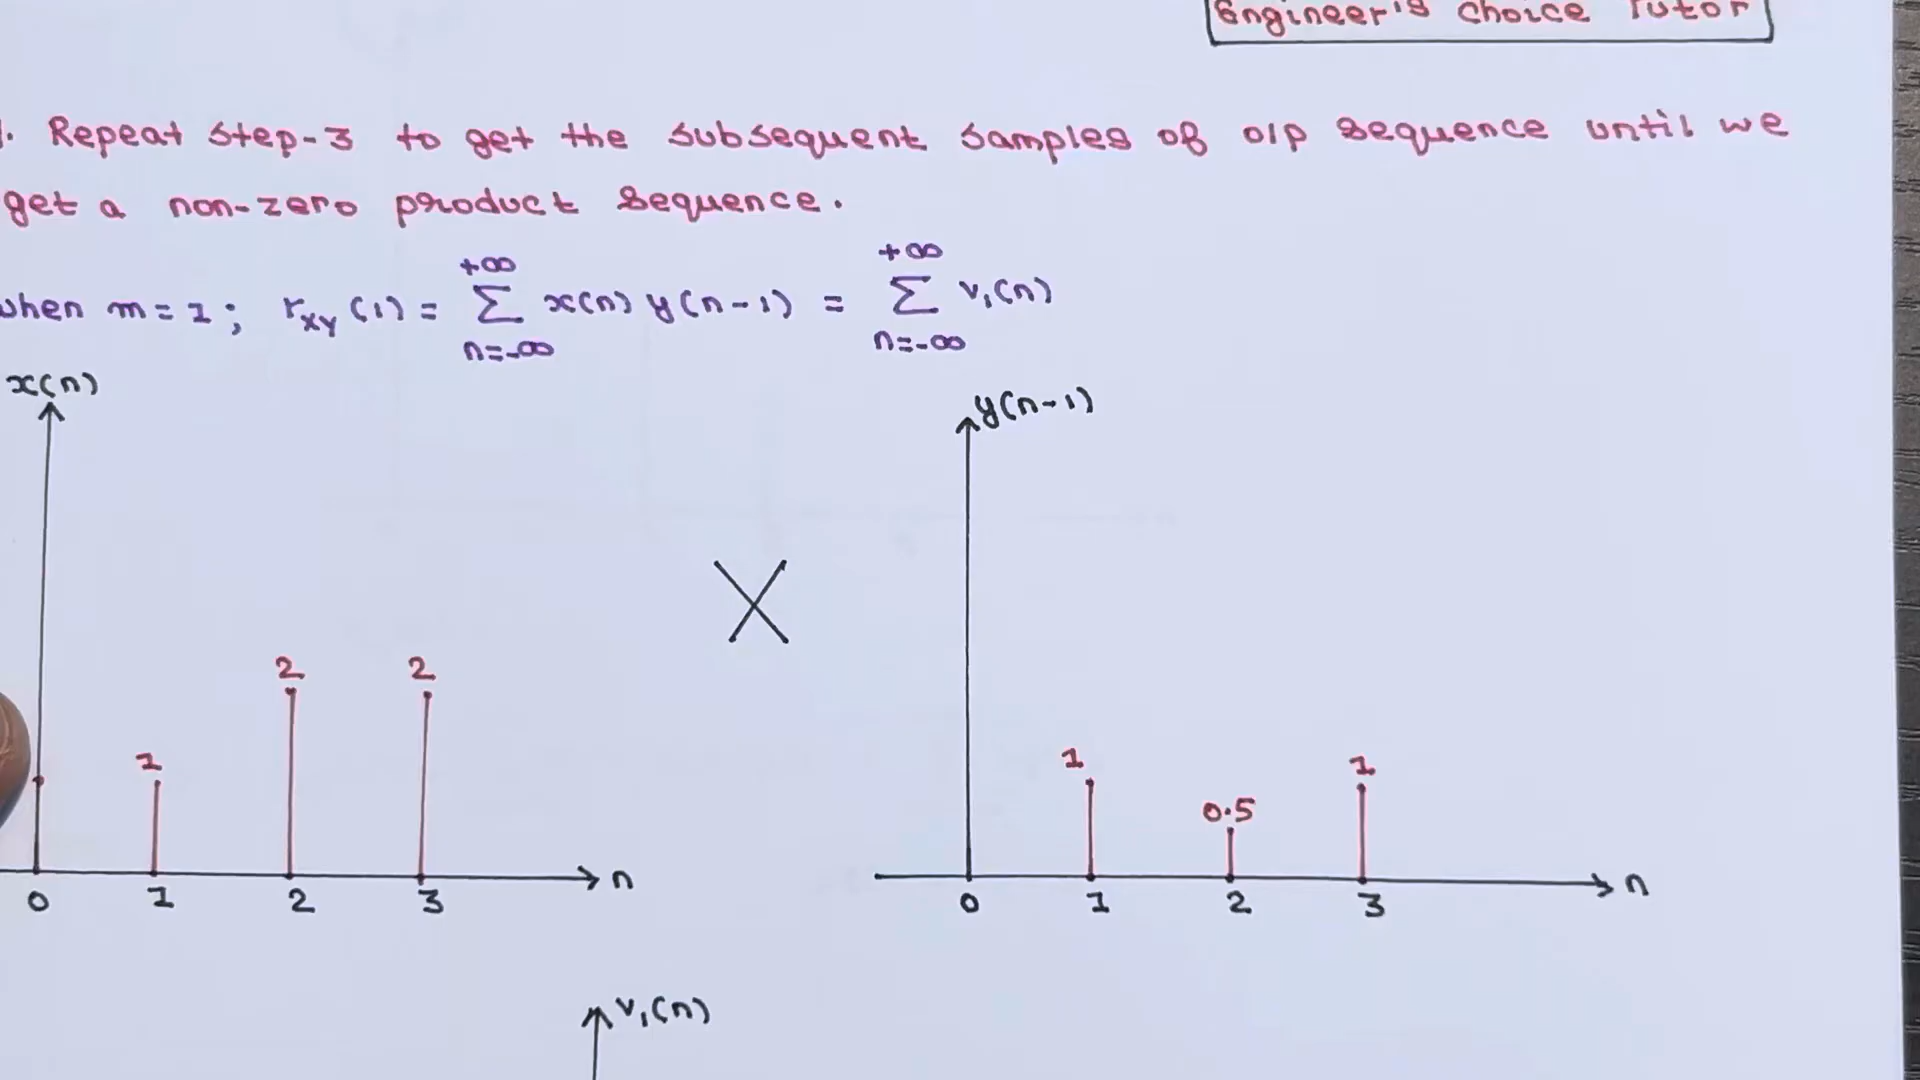 Engineer's Choice Tutor
. Repeat Step-3 to get the subsequent samples of o/p sequence until we
get a non-zero product sequence.
when m=1; rxy(1) = +∞ Σ n=-∞ x(n) y(n-1) = +∞ Σ n=-∞ v₁(n)
x(n)
y(n-1)
2 2
1
1 0.5 1
0 1 2 3 n
0 1 2 3 n
v₁(n)